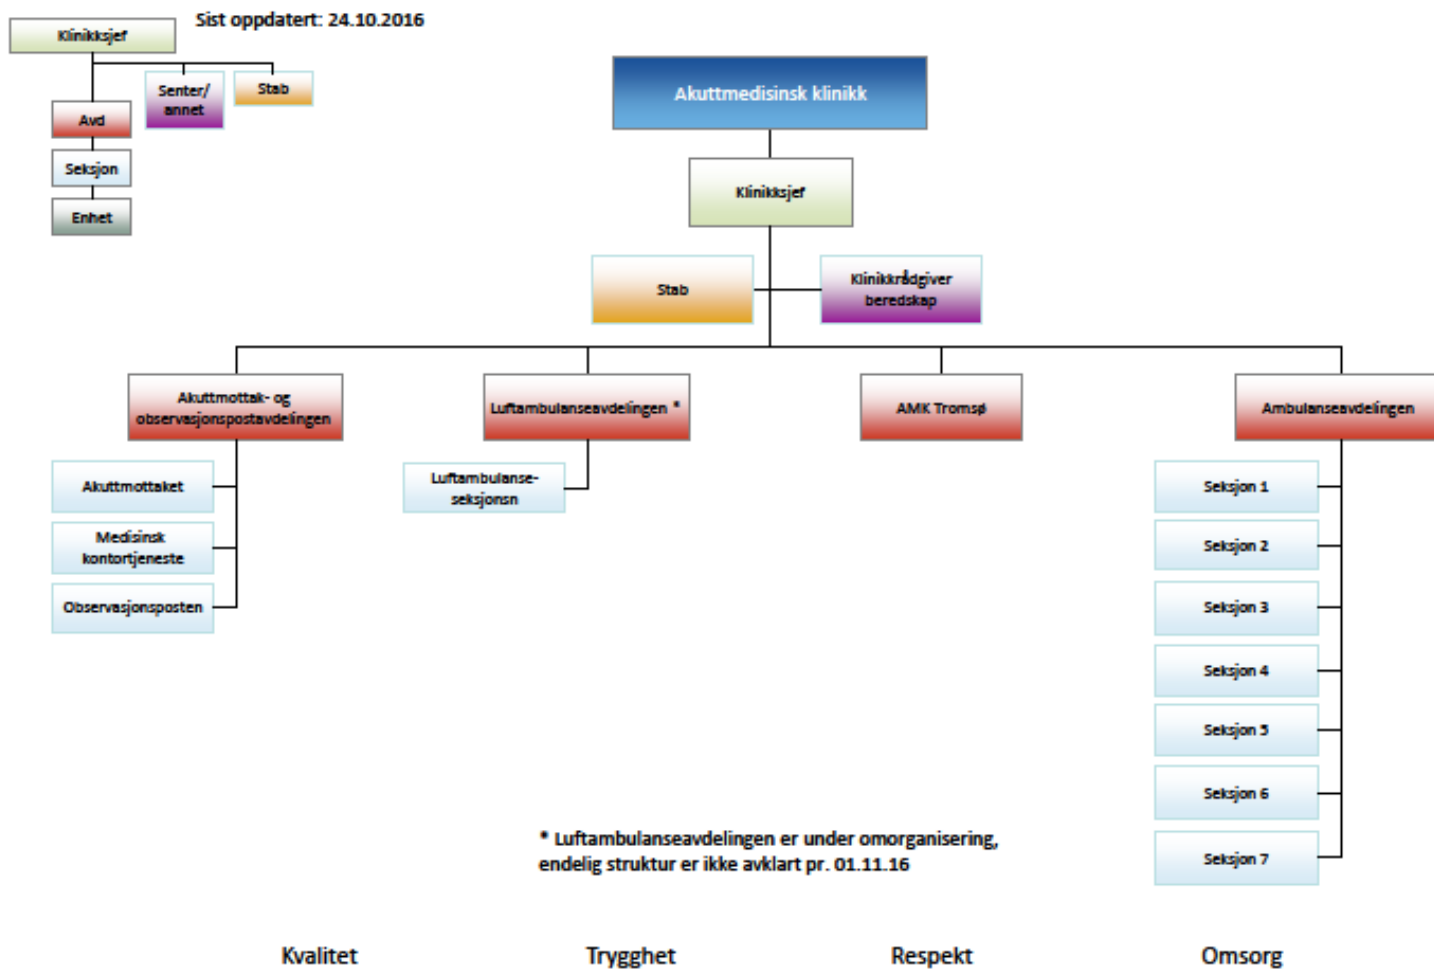 Sist oppdatert: 24.10.2016
Klinikksjef
Senter/
annet
Stab
Avd
Seksjon
Enhet
Akuttmedisinsk klinikk
Klinikksjef
Stab
Klinikkrådgiver
beredskap
Akuttmottak- og
observasjonspostavdelingen
Luftambulanseavdelingen *
AMK Tromsø
Ambulanseavdelingen
Akuttmottaket
Medisinsk
kontortjeneste
Observasjonsposten
Luftambulanse-
seksjonsn
Seksjon 1
Seksjon 2
Seksjon 3
Seksjon 4
Seksjon 5
Seksjon 6
Seksjon 7
* Luftambulanseavdelingen er under omorganisering,
endelig struktur er ikke avklart pr. 01.11.16
Kvalitet Trygghet Respekt Omsorg